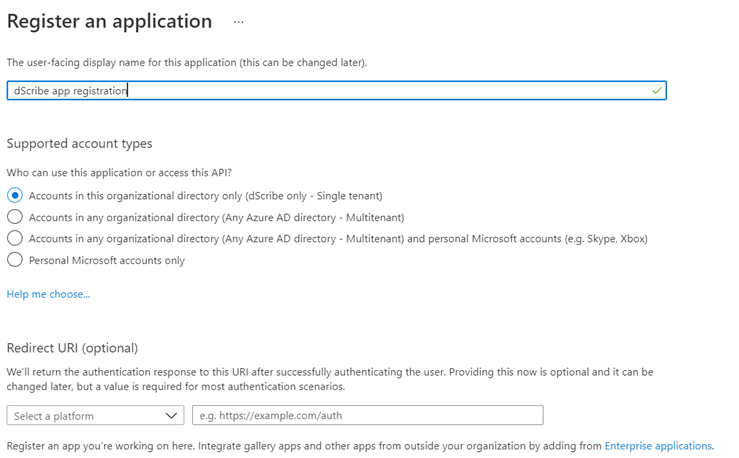 Register an application ...
The user-facing display name for this application (this can be changed later).
dScribe app registration
Supported account types
Who can use this application or access this API?
Accounts in this organizational directory only (dScribe only - Single tenant)
Accounts in any organizational directory (Any Azure AD directory - Multitenant)
Accounts in any organizational directory (Any Azure AD directory - Multitenant) and personal Microsoft accounts (e.g. Skype, Xbox)
Personal Microsoft accounts only
Help me choose...
Redirect URI (optional)
We'll return the authentication response to this URI after successfully authenticating the user. Providing this now is optional and it can be
changed later, but a value is required for most authentication scenarios.
Select a platform e.g. https://example.com/auth
Register an app you're working on here. Integrate gallery apps and other apps from outside your organization by adding from Enterprise applications.